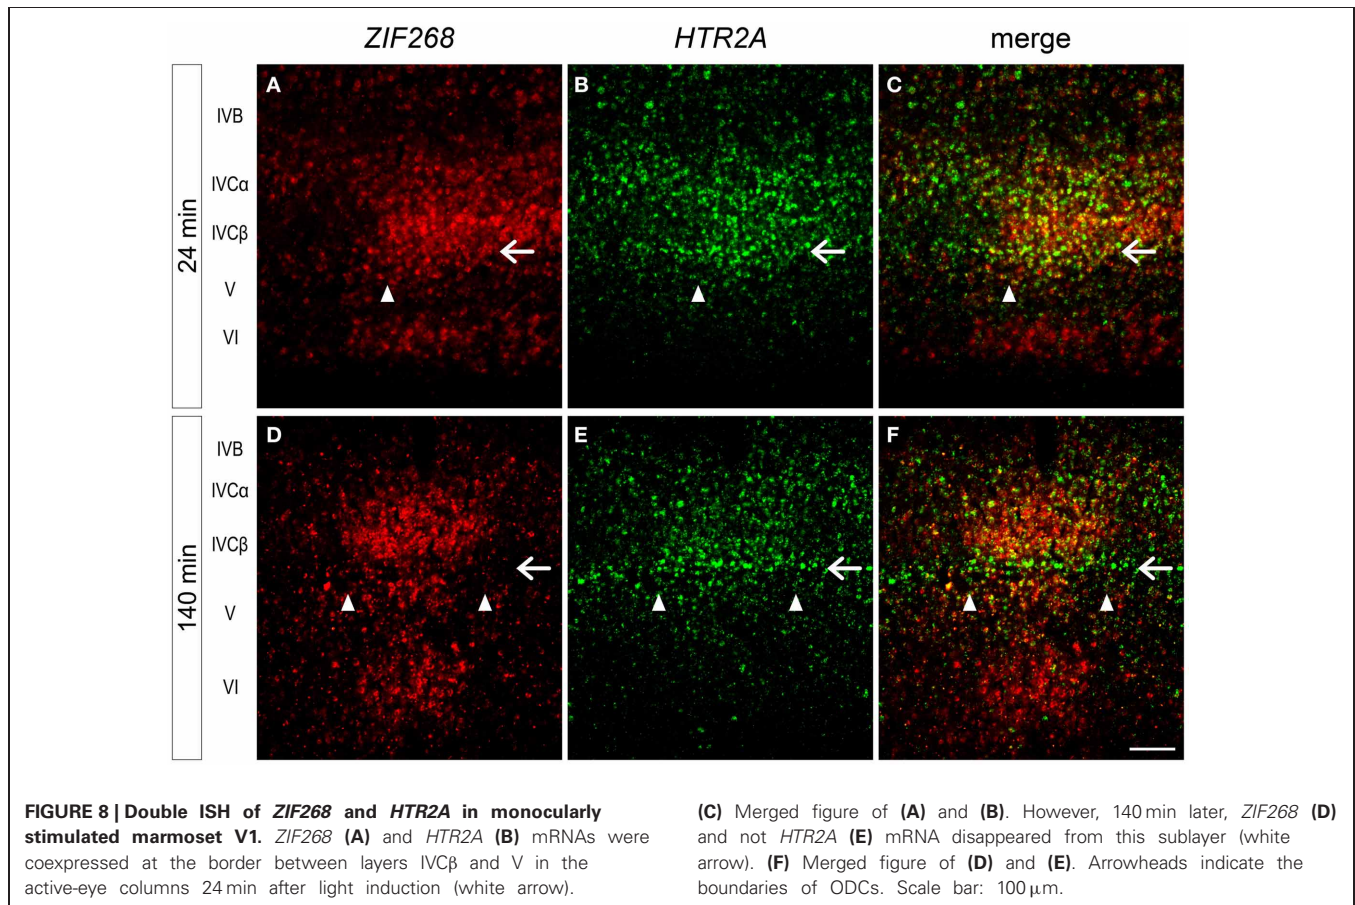 ZIF268 HTR2A merge
24 min
A B C
IVB
IVCα
IVCβ
V
VI
140 min
D E F
IVB
IVCα
IVCβ
V
VI
FIGURE 8 | Double ISH of ZIF268 and HTR2A in monocularly
stimulated marmoset V1. ZIF268 (A) and HTR2A (B) mRNAs were
coexpressed at the border between layers IVCβ and V in the
active-eye columns 24 min after light induction (white arrow).
(C) Merged figure of (A) and (B). However, 140 min later, ZIF268 (D)
and not HTR2A (E) mRNA disappeared from this sublayer (white
arrow). (F) Merged figure of (D) and (E). Arrowheads indicate the
boundaries of ODCs. Scale bar: 100 μm.